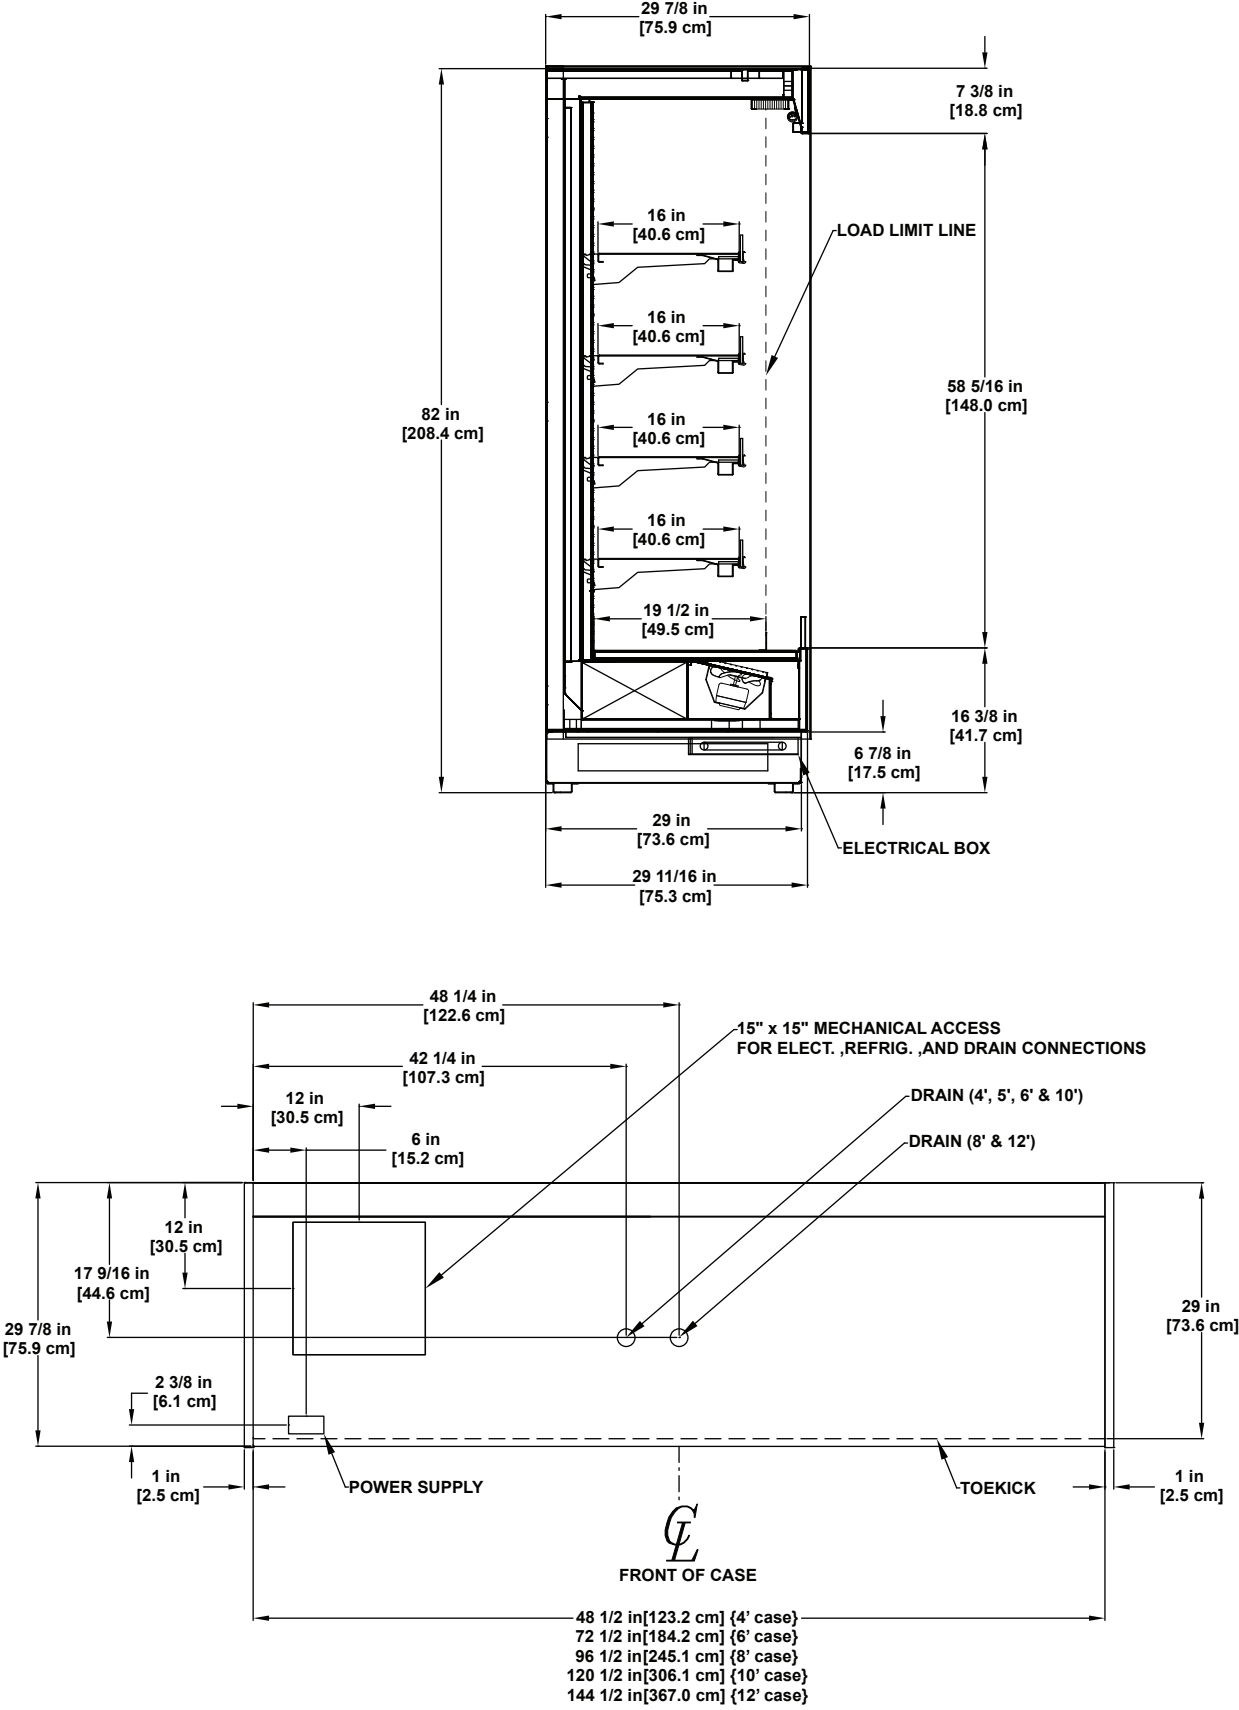 29 7/8 in
[75.9 cm]
7 3/8 in
[18.8 cm]
16 in
[40.6 cm]
LOAD LIMIT LINE
16 in
[40.6 cm]
58 5/16 in
[148.0 cm]
82 in
[208.4 cm]
16 in
[40.6 cm]
16 in
[40.6 cm]
19 1/2 in
[49.5 cm]
16 3/8 in
[41.7 cm]
6 7/8 in
[17.5 cm]
29 in
[73.6 cm]
ELECTRICAL BOX
29 11/16 in
[75.3 cm]
48 1/4 in
[122.6 cm]
15" x 15" MECHANICAL ACCESS
FOR ELECT. ,REFRIG. ,AND DRAIN CONNECTIONS
42 1/4 in
[107.3 cm]
12 in
[30.5 cm]
DRAIN (4', 5', 6' & 10')
6 in
[15.2 cm]
DRAIN (8' & 12')
12 in
[30.5 cm]
17 9/16 in
[44.6 cm]
29 7/8 in
[75.9 cm]
29 in
[73.6 cm]
2 3/8 in
[6.1 cm]
1 in
[2.5 cm]
POWER SUPPLY
TOEKICK
1 in
[2.5 cm]
CL
FRONT OF CASE
48 1/2 in[123.2 cm] {4’ case}
72 1/2 in[184.2 cm] {6’ case}
96 1/2 in[245.1 cm] {8’ case}
120 1/2 in[306.1 cm] {10’ case}
144 1/2 in[367.0 cm] {12’ case}